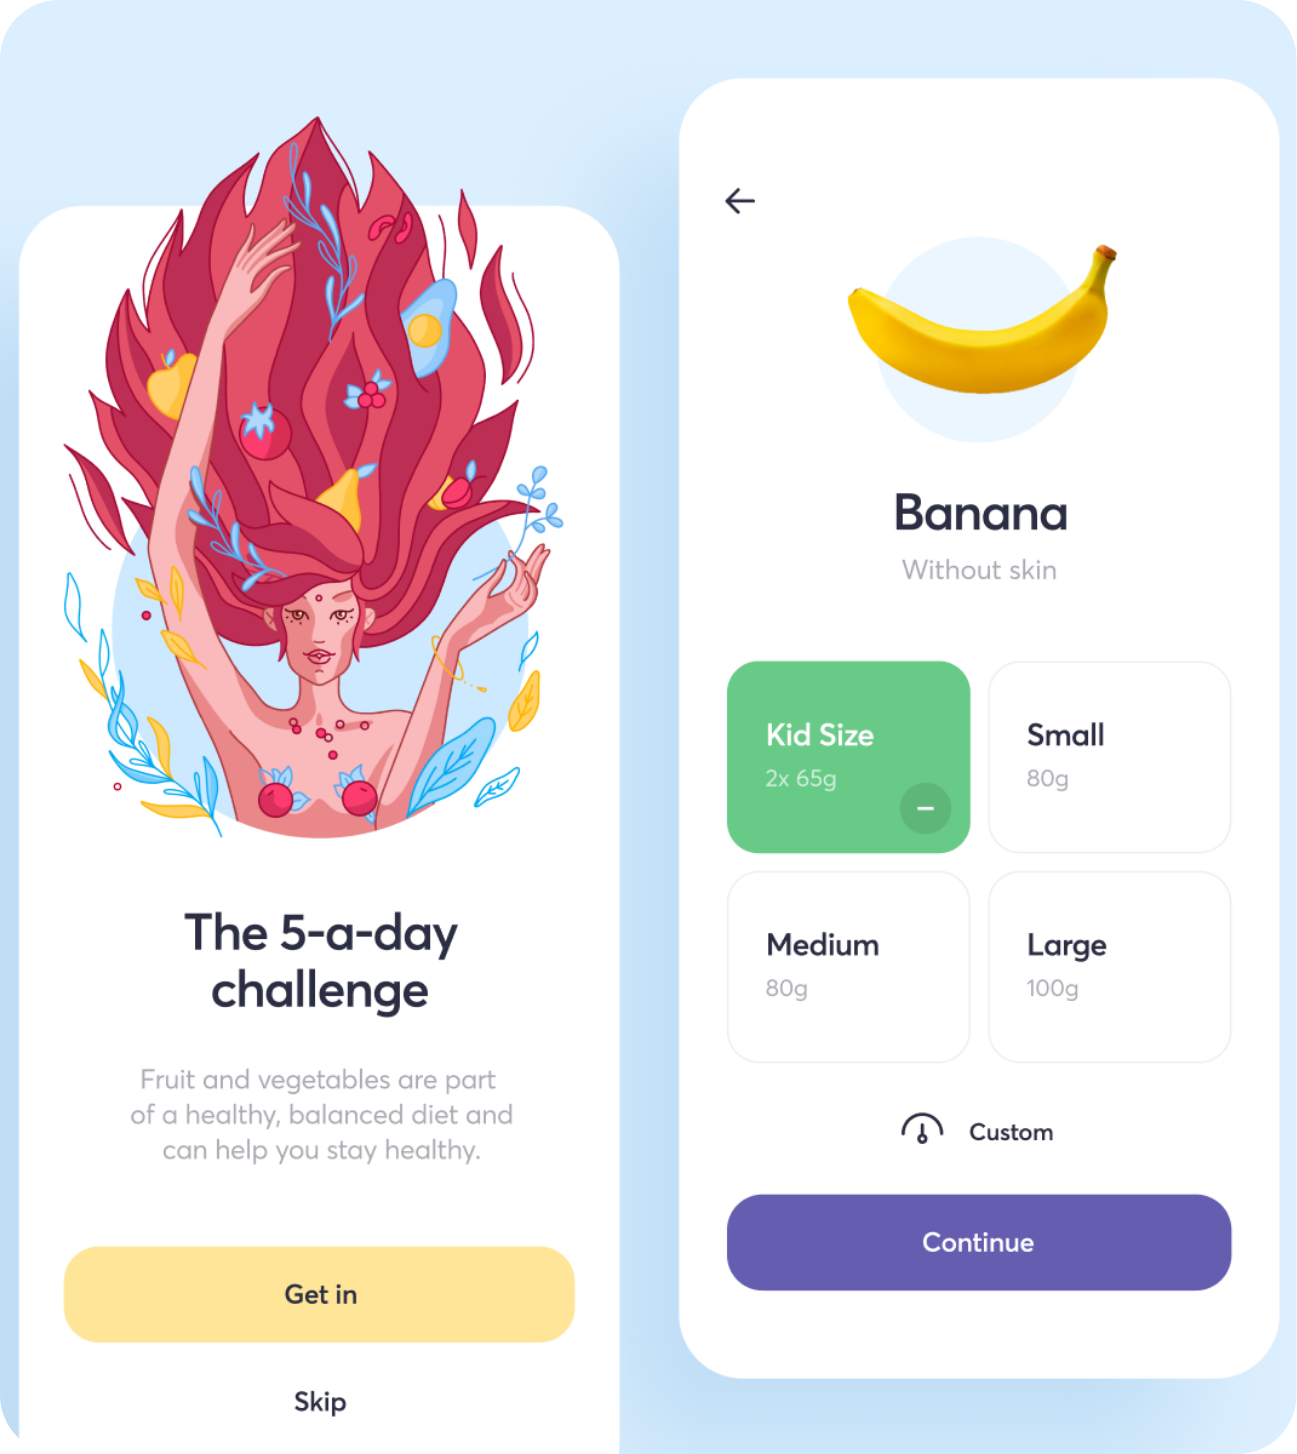 The 5-a-day
challenge
Fruit and vegetables are part
of a healthy, balanced diet and
can help you stay healthy.
Get in
Skip
Banana
Without skin
Kid Size
2x 65g
Small
80g
Medium
80g
Large
100g
Custom
Continue